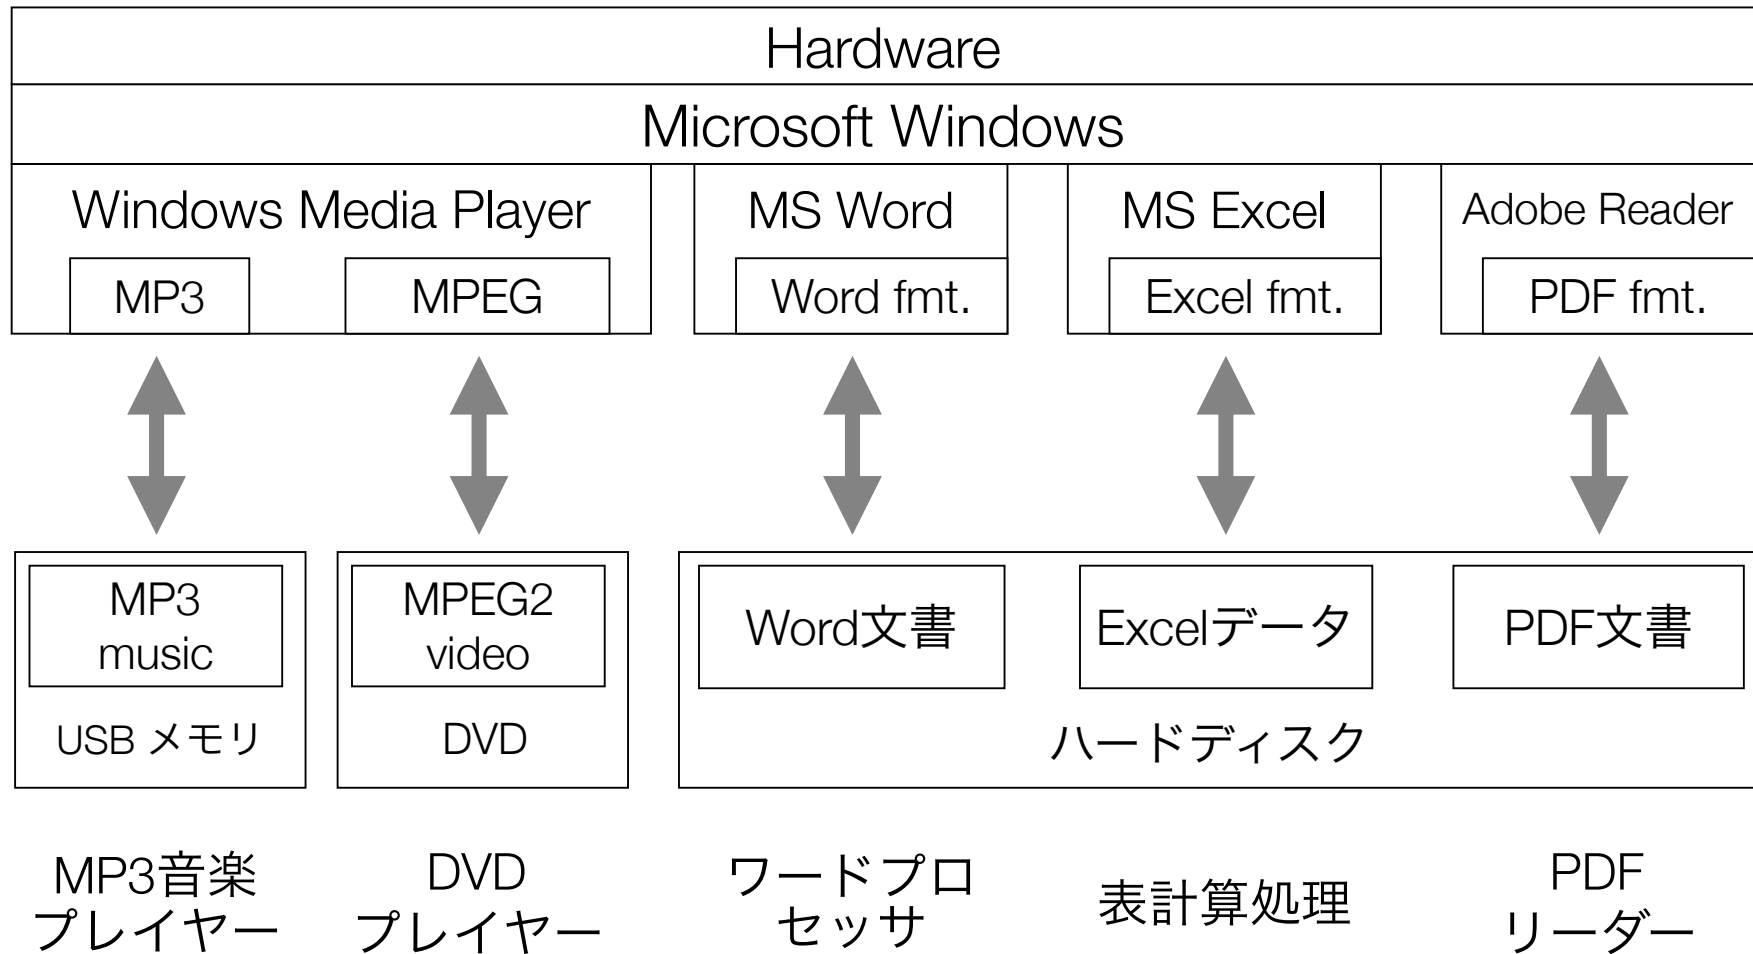 Hardware
Microsoft Windows
Windows Media Player
MS Word
MS Excel
Adobe Reader
MP3
MPEG
Word fmt.
Excel fmt.
PDF fmt.
MP3
music
MPEG2
video
Word文書
Excelデータ
PDF文書
USB メモリ
DVD
ハードディスク
MP3音楽
プレイヤー
DVD
プレイヤー
ワードプロ
セッサ
表計算処理
PDF
リーダー